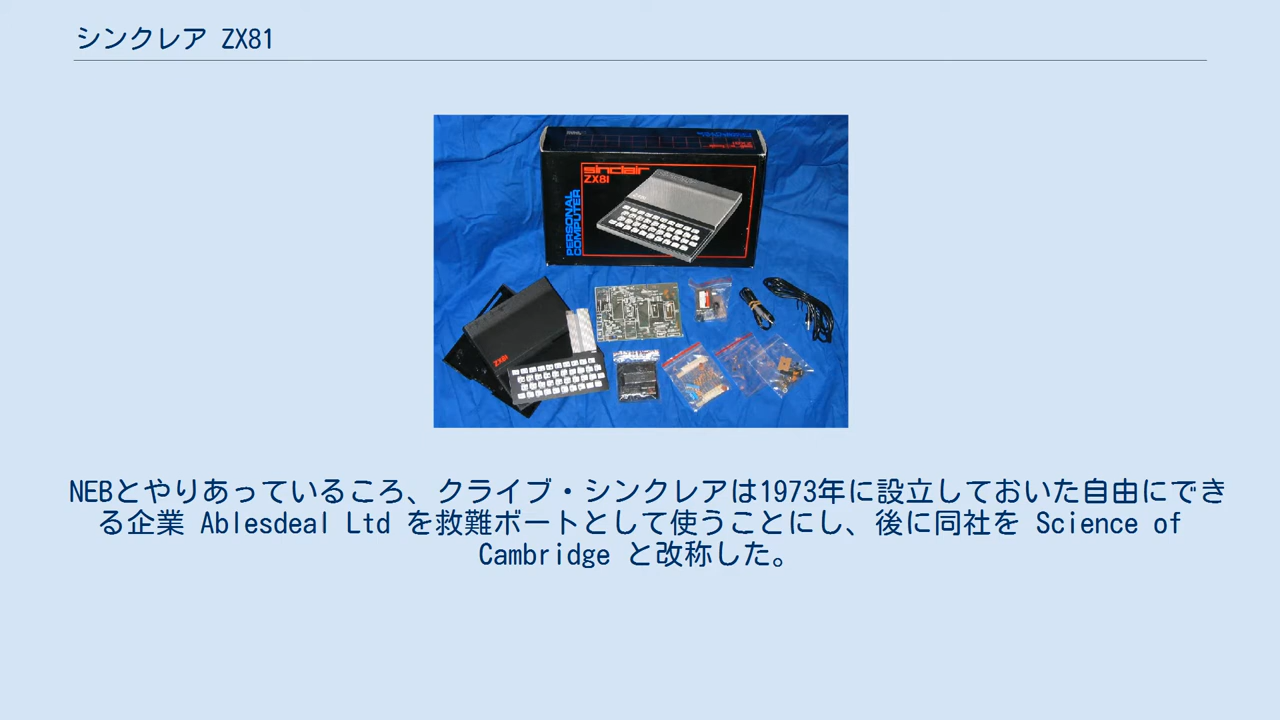 シンクレア ZX81
sinclair
ZX81
PERSONAL
COMPUTER
ZX81
NEBとやりあっているころ、クライブ・シンクレアは1973年に設立しておいた自由にでき
る企業 Ablesdeal Ltd を救難ボートとして使うことにし、後に同社を Science of
Cambridge と改称した。